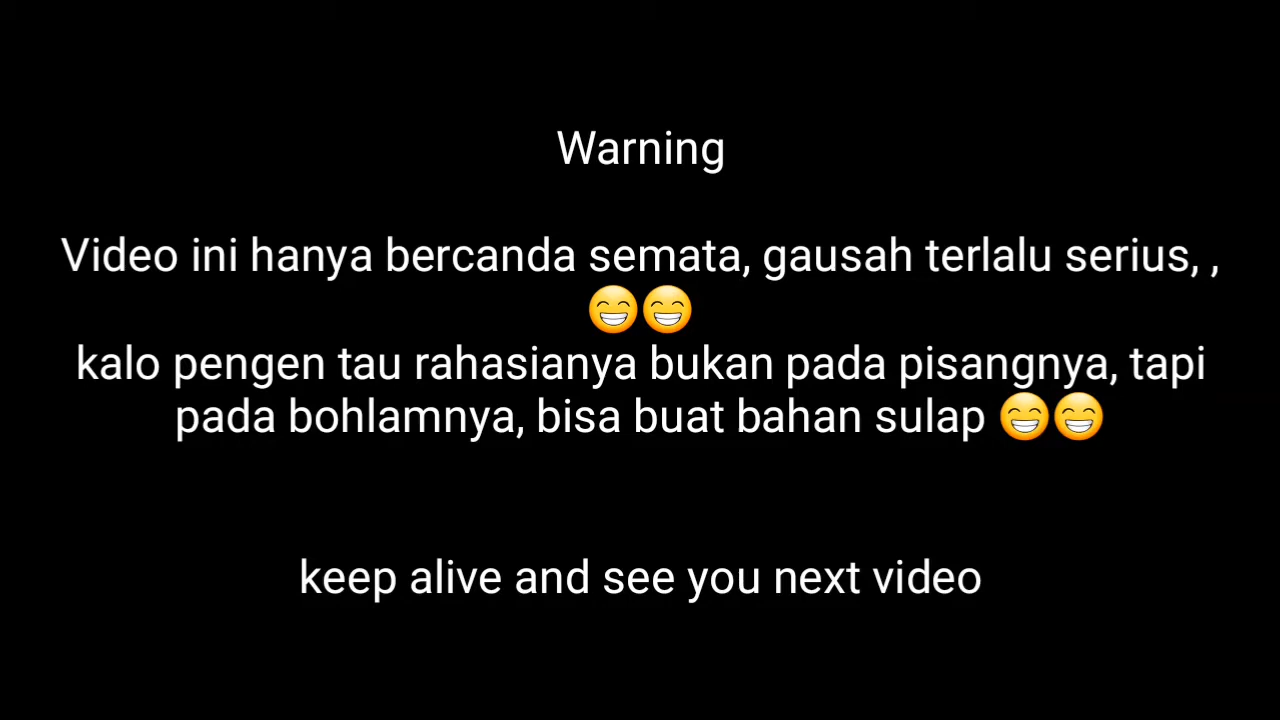 Warning
Video ini hanya bercanda semata, gausah terlalu serius, ,
😁😁
kalo pengen tau rahasianya bukan pada pisangnya, tapi
pada bohlamnya, bisa buat bahan sulap 😁😁
keep alive and see you next video